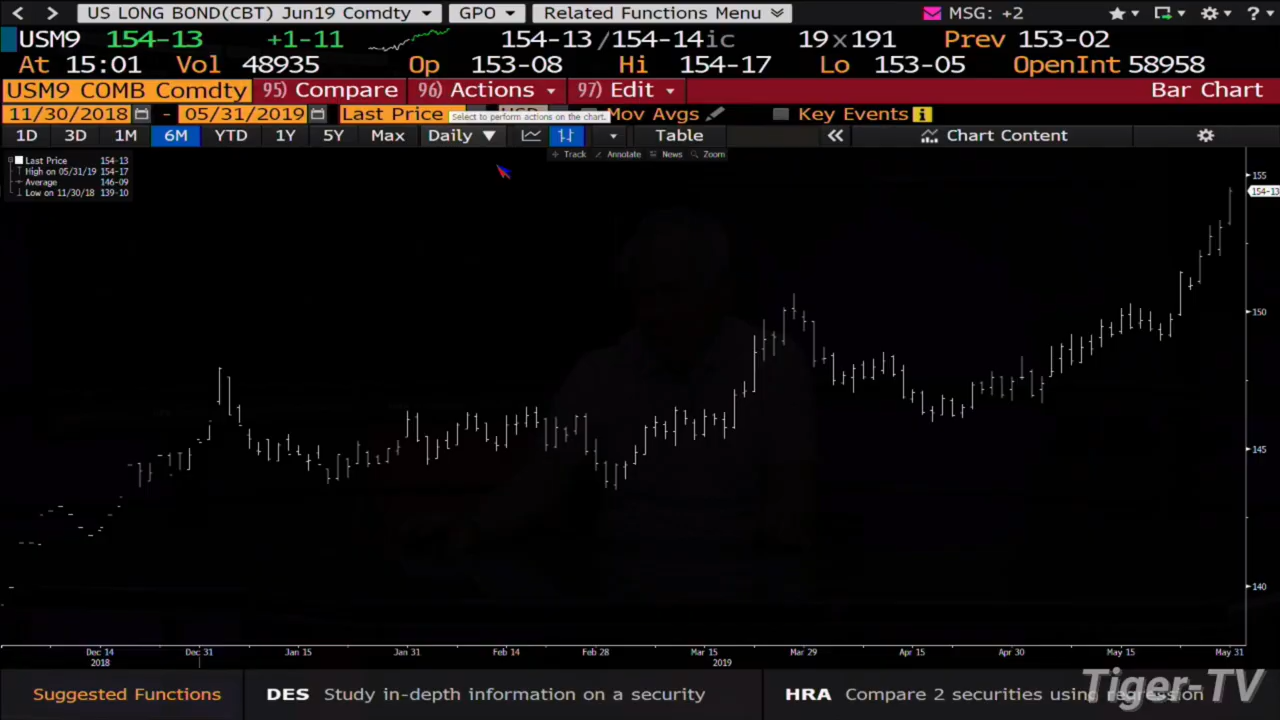 US LONG BOND(CBT) Jun19 Comdty GPO Related Functions Menu MSG: +2 ?
USM9 154-13 +1-11 154-13/154-14ic 19x191 Prev 153-02
At 15:01 Vol 48935 Op 153-08 Hi 154-17 Lo 153-05 OpenInt 58958
USM9 COMB Comdty 95) Compare 96) Actions 97) Edit Bar Chart
11/30/2018 - 05/31/2019 Last Price Mov Avgs Key Events i
Select to perform actions on the chart.
1D 3D 1M 6M YTD 1Y 5Y Max Daily Table Chart Content
Track Annotate News Zoom
Last Price 154-13
High on 05/31/19 154-17
Average 146-09
Low on 11/30/18 139-10
155
154-13
150
145
140
Dec 14 Dec 31 Jan 15 Jan 31 Feb 14 Feb 28 Mar 15 Mar 29 Apr 15 Apr 30 May 15 May 31
2018 2019
Suggested Functions DES Study in-depth information on a security HRA Compare 2 securities using regression
Tiger-TV